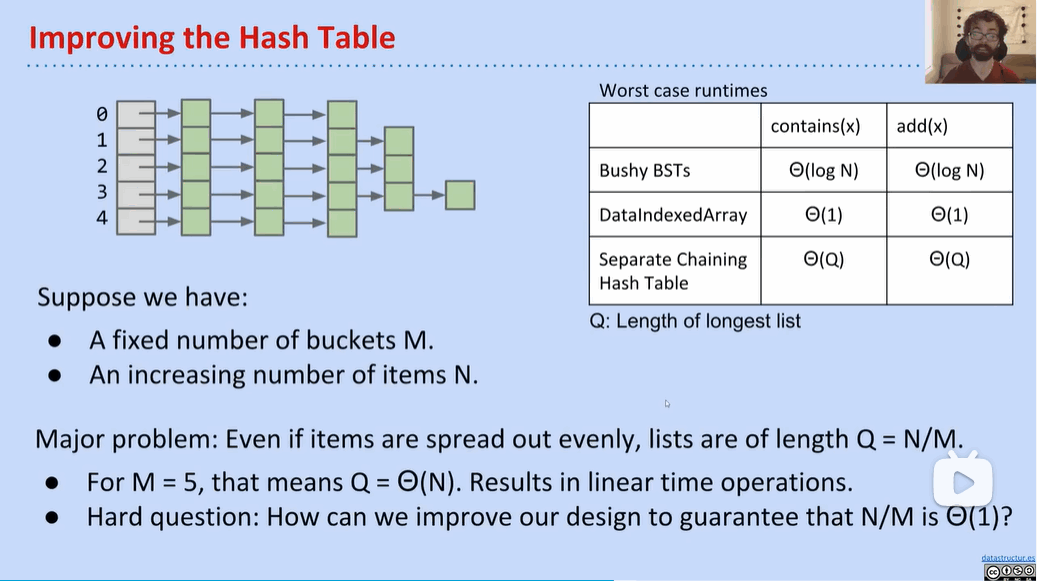 Improving the Hash Table
0
1
2
3
4
Worst case runtimes
contains(x) add(x)
Bushy BSTs Θ(log N) Θ(log N)
DataIndexedArray Θ(1) Θ(1)
Separate Chaining Θ(Q) Θ(Q)
Hash Table
Q: Length of longest list
Suppose we have:
● A fixed number of buckets M.
● An increasing number of items N.
Major problem: Even if items are spread out evenly, lists are of length Q = N/M.
● For M = 5, that means Q = Θ(N). Results in linear time operations.
● Hard question: How can we improve our design to guarantee that N/M is Θ(1)?
datastructur.es